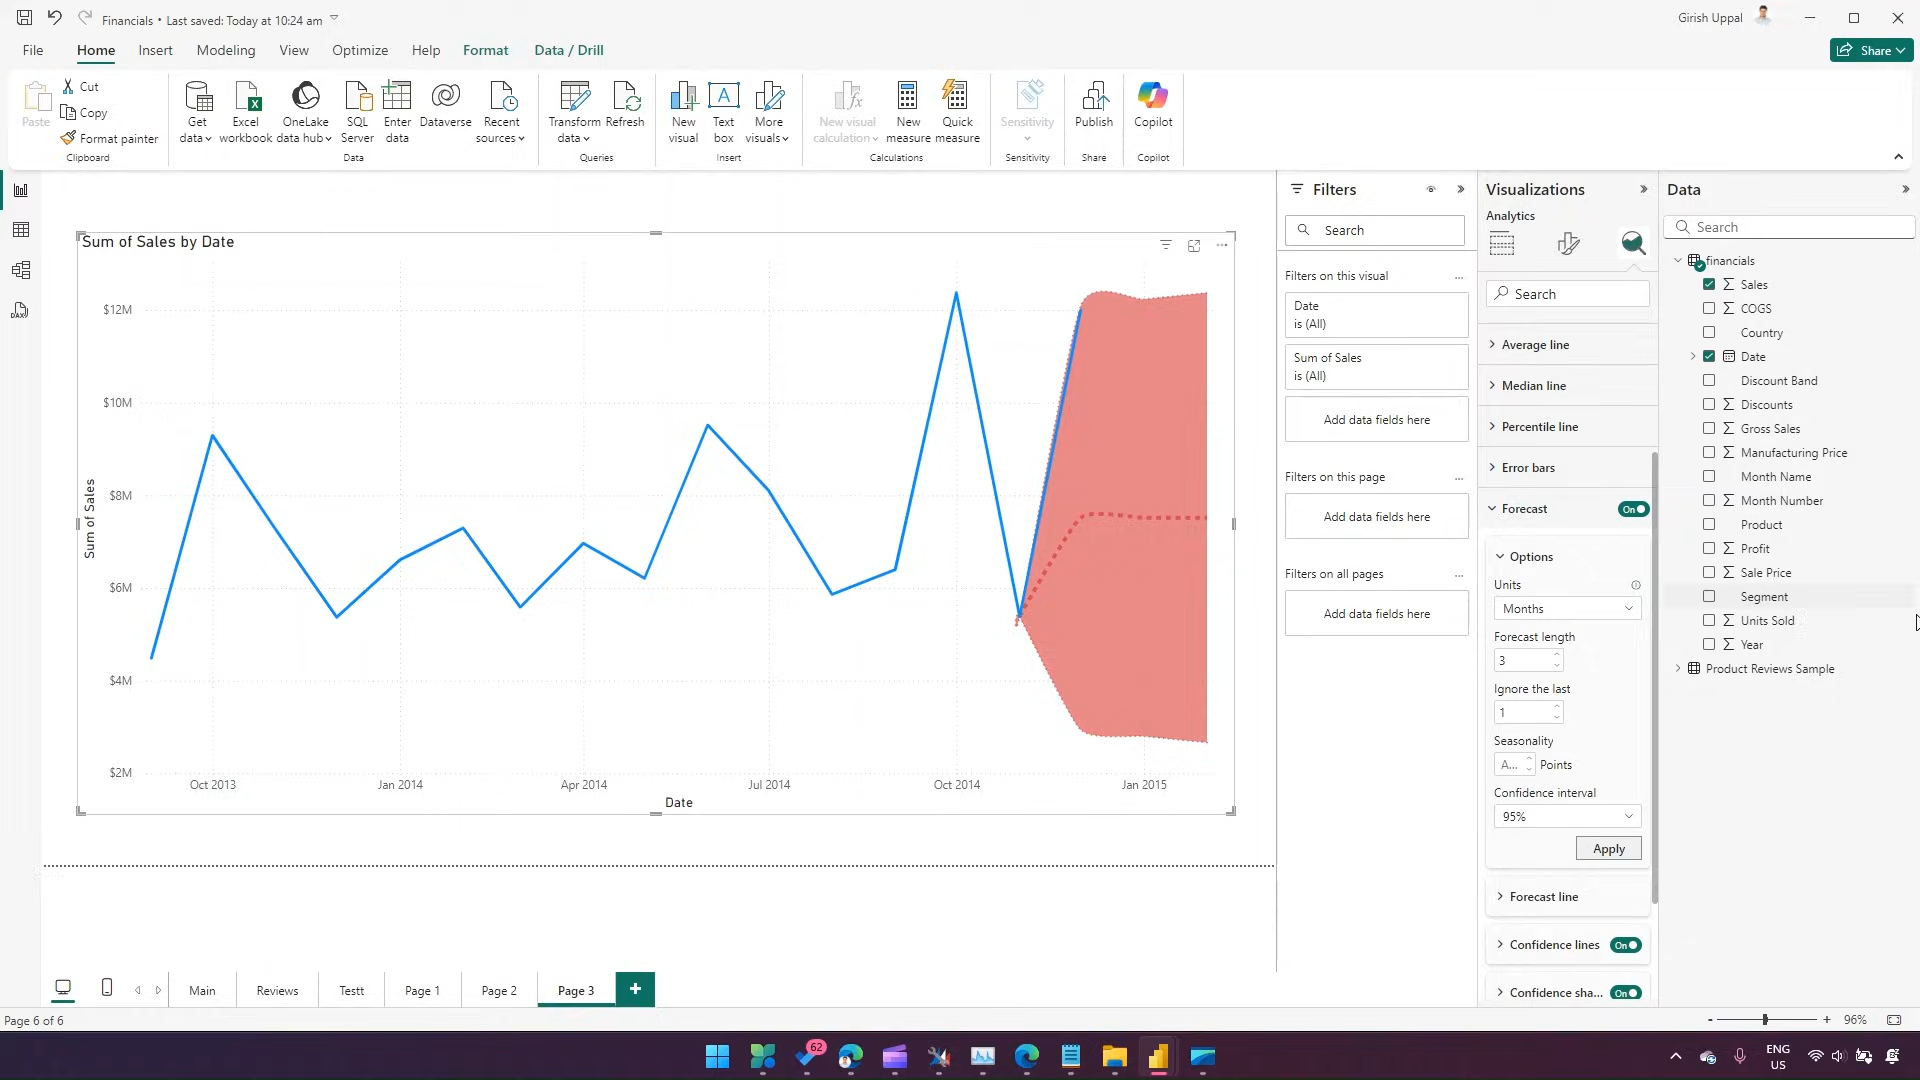 Financials • Last saved: Today at 10:24 am
Girish Uppal
File
Home
Insert
Modeling
View
Optimize
Help
Format
Data / Drill
Share
Paste
Cut
Copy
Format painter
Clipboard
Get data
Excel workbook
OneLake data hub
SQL Server
Enter data
Dataverse
Recent sources
Data
Transform data
Refresh
Queries
New visual
Text box
More visuals
Insert
New visual calculation
New measure
Quick measure
Calculations
Sensitivity
Sensitivity
Publish
Share
Copilot
Copilot
Sum of Sales by Date
Sum of Sales
$12M
$10M
$8M
$6M
$4M
$2M
Oct 2013
Jan 2014
Apr 2014
Jul 2014
Oct 2014
Jan 2015
Date
Filters
Search
Filters on this visual
Date
is (All)
Sum of Sales
is (All)
Add data fields here
Filters on this page
Add data fields here
Filters on all pages
Add data fields here
Visualizations
Analytics
Search
Average line
Median line
Percentile line
Error bars
Forecast
On
Options
Units
Months
Forecast length
3
Ignore the last
1
Seasonality
A... Points
Confidence interval
95%
Apply
Forecast line
Confidence lines
On
Confidence sha...
On
Data
Search
financials
Sales
COGS
Country
Date
Discount Band
Discounts
Gross Sales
Manufacturing Price
Month Name
Month Number
Product
Profit
Sale Price
Segment
Units Sold
Year
Product Reviews Sample
Main
Reviews
Testt
Page 1
Page 2
Page 3
Page 6 of 6
- + 96%
62
ENG
US